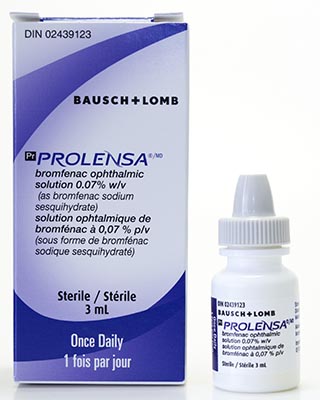 DIN 02439123
BAUSCH+LOMB
Pr PROLENSA®/MD
bromfenac ophthalmic
solution 0.07% w/v
(as bromfenac sodium
sesquihydrate)
solution ophtalmique de
bromfénac à 0,07 % p/v
(sous forme de bromfénac
sodique sesquihydraté)
Sterile / Stérile
3 mL
Once Daily
1 fois par jour
DIN 02439123
BAUSCH+LOMB
PROLENSA®/MD
bromfenac ophthalmic
solution 0.07% w/v
solution ophtalmique de
bromfénac à 0,07 % p/v
Sterile / Stérile 3 mL